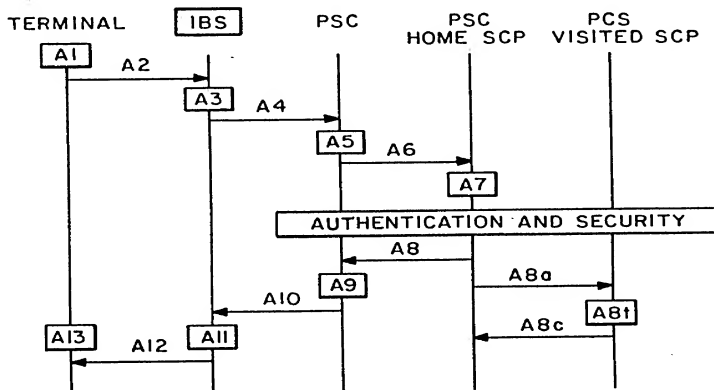 TERMINAL IBS PSC PSC HOME SCP PCS VISITED SCP
A1
A2
A3
A4
A5
A6
A7
AUTHENTICATION AND SECURITY
A8
A9
A8a
A10
A8t
A8c
A13
A12
A11